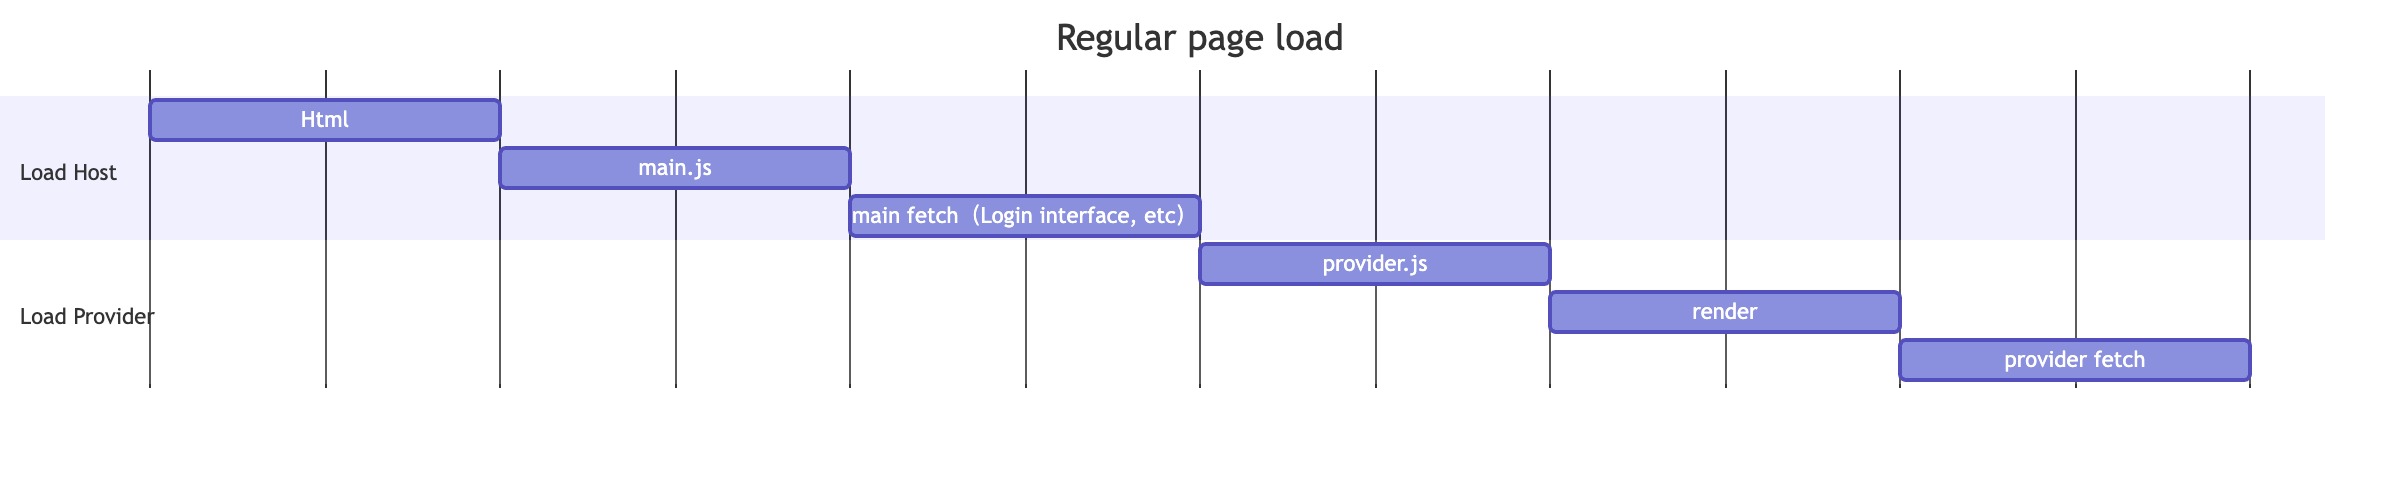 Regular page load
Html
Load Host
main.js
main fetch（Login interface, etc）
provider.js
Load Provider
render
provider fetch